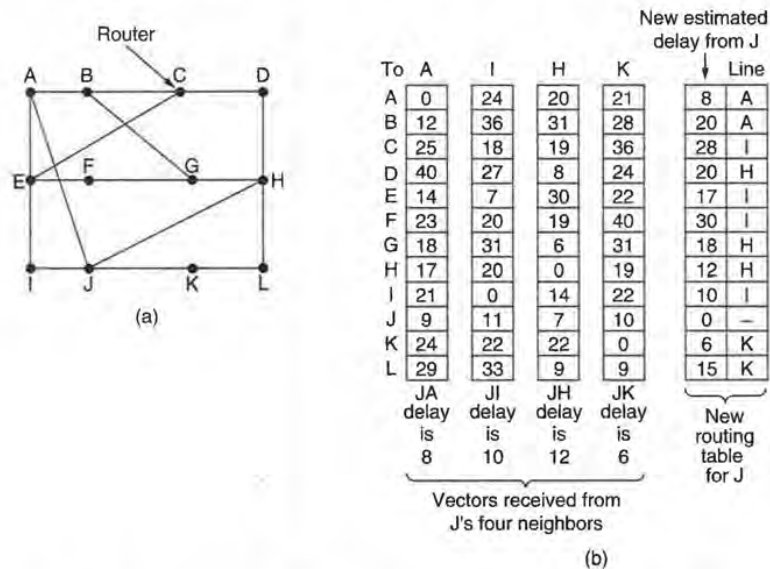 Router
A B C D
E F G H
I J K L
(a)
New estimated
delay from J
To A I H K Line
A 0 24 20 21 8 A
B 12 36 31 28 20 A
C 25 18 19 36 28 I
D 40 27 8 24 20 H
E 14 7 30 22 17 I
F 23 20 19 40 30 I
G 18 31 6 31 18 H
H 17 20 0 19 12 H
I 21 0 14 22 10 I
J 9 11 7 10 0 –
K 24 22 22 0 6 K
L 29 33 9 9 15 K
JA JI JH JK
delay delay delay delay
is is is is
8 10 12 6
Vectors received from
J's four neighbors
New
routing
table
for J
(b)